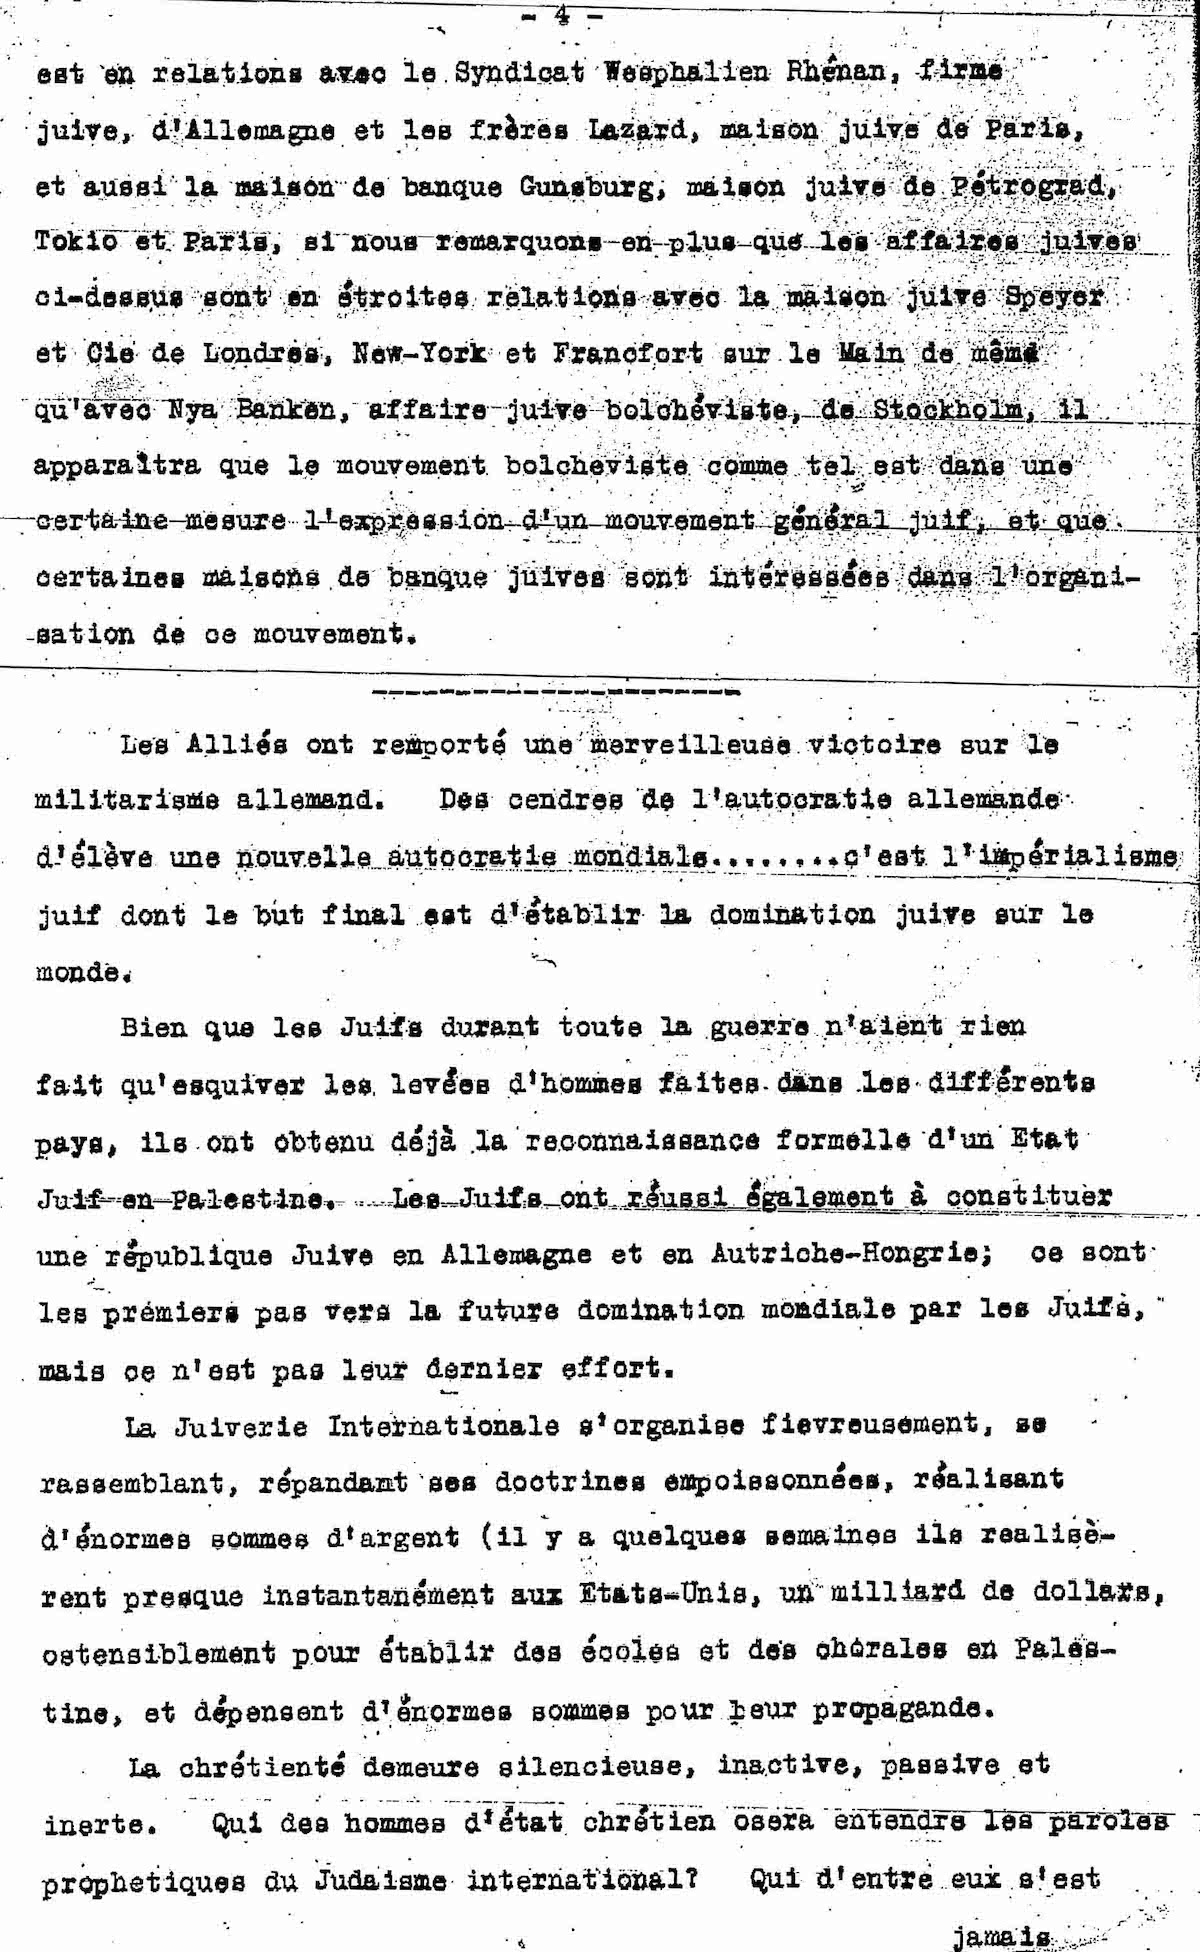 - 4 -
est en relations avec le Syndicat Wesphalien Rhénan, firme
juive, d'Allemagne et les frères Lazard, maison juive de Paris,
et aussi la maison de banque Gunsburg, maison juive de Pétrograd,
Tokio et Paris, si nous remarquons en plus que les affaires juives
ci-dessus sont en étroites relations avec la maison juive Speyer
et Cie de Londres, New-York et Francfort sur le Main de même
qu'avec Nya Banken, affaire juive bolchéviste, de Stockholm, il
apparaîtra que le mouvement bolcheviste comme tel est dans une
certaine mesure l'expression d'un mouvement général juif, et que
certaines maisons de banque juives sont intéressées dans l'organi-
sation de ce mouvement.
----------------------
Les Alliés ont remporté une merveilleuse victoire sur le
militarisme allemand. Des cendres de l'autocratie allemande
d'élève une nouvelle autocratie mondiale........c'est l'impérialisme
juif dont le but final est d'établir la domination juive sur le
monde.
Bien que les Juifs durant toute la guerre n'aient rien
fait qu'esquiver les levées d'hommes faites dans les différents
pays, ils ont obtenu déjà la reconnaissance formelle d'un Etat
Juif en Palestine. Les Juifs ont réussi également à constituer
une république Juive en Allemagne et en Autriche-Hongrie; ce sont
les prémiers pas vers la future domination mondiale par les Juifs,
mais ce n'est pas leur dernier effort.
La Juiverie Internationale s'organise fievreusement, se
rassemblant, répandant ses doctrines empoissonnées, réalisant
d'énormes sommes d'argent (il y a quelques semaines ils realisè-
rent presque instantanément aux Etats-Unis, un milliard de dollars,
ostensiblement pour établir des écoles et des chorales en Pales-
tine, et dépensent d'énormes sommes pour leur propagande.
La chrétienté demeure silencieuse, inactive, passive et
inerte. Qui des hommes d'état chrétien osera entendre les paroles
prophetiques du Judaisme international? Qui d'entre eux s'est
jamais